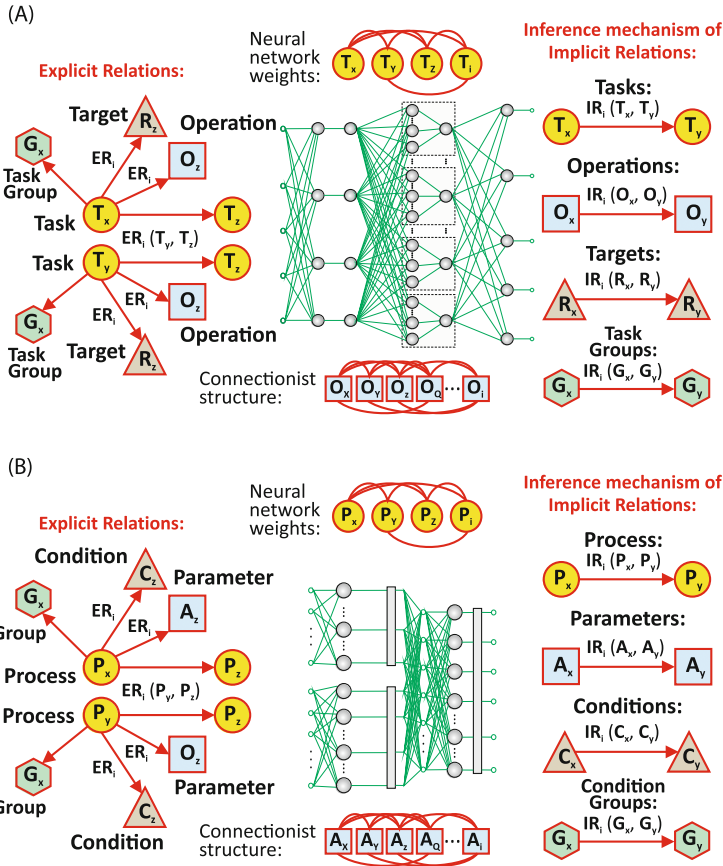 (A)
Neural
network
weights:
Tx TY TZ Ti
Inference mechanism of
Implicit Relations:
Explicit Relations:
Target
Rz
Operation
Gx
ERi
Oz
Task
Group
ERi
Task
Tx
Tz
ERi (Ty, Tz)
Task
Ty
Tz
ERi
Oz
Gx
ERi
Operation
Task
Group
Target
Rz
Tasks:
IRi (Tx, Ty)
Tx Ty
Operations:
IRi (Ox, Oy)
Ox Oy
Targets:
IRi (Rx, Ry)
Rx Ry
Task
Groups:
IRi (Gx, Gy)
Gx Gy
Connectionist
structure:
OX OY Oz OQ ... Oi
(B)
Neural
network
weights:
Px PY PZ Pi
Inference mechanism of
Implicit Relations:
Explicit Relations:
Condition
Cz
Parameter
Gx
ERi
Az
Group
ERi
Process
Px
Pz
ERi (Py, Pz)
Process
Py
Pz
ERi
Oz
Gx
ERi
Parameter
Group
Cz
Condition
Process:
IRi (Px, Py)
Px Py
Parameters:
IRi (Ax, Ay)
Ax Ay
Conditions:
IRi (Cx, Cy)
Cx Cy
Condition
Groups:
IRi (Gx, Gy)
Gx Gy
Connectionist
structure:
AX AY Az AQ ... Ai